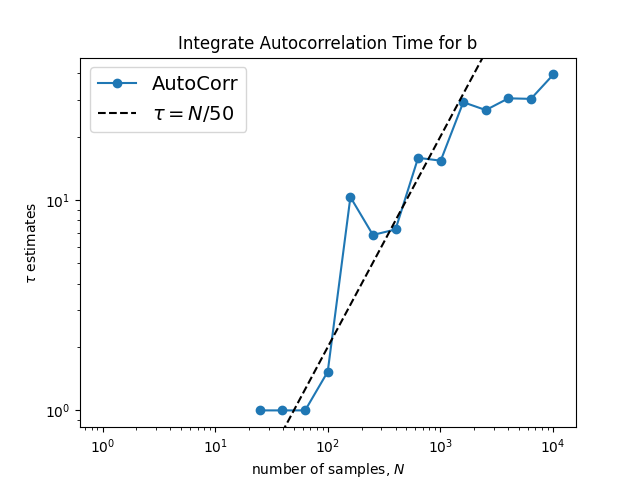 Integrate Autocorrelation Time for b
AutoCorr
τ = N/50
τ estimates
10¹
10⁰
10⁰ 10¹ 10² 10³ 10⁴
number of samples, N